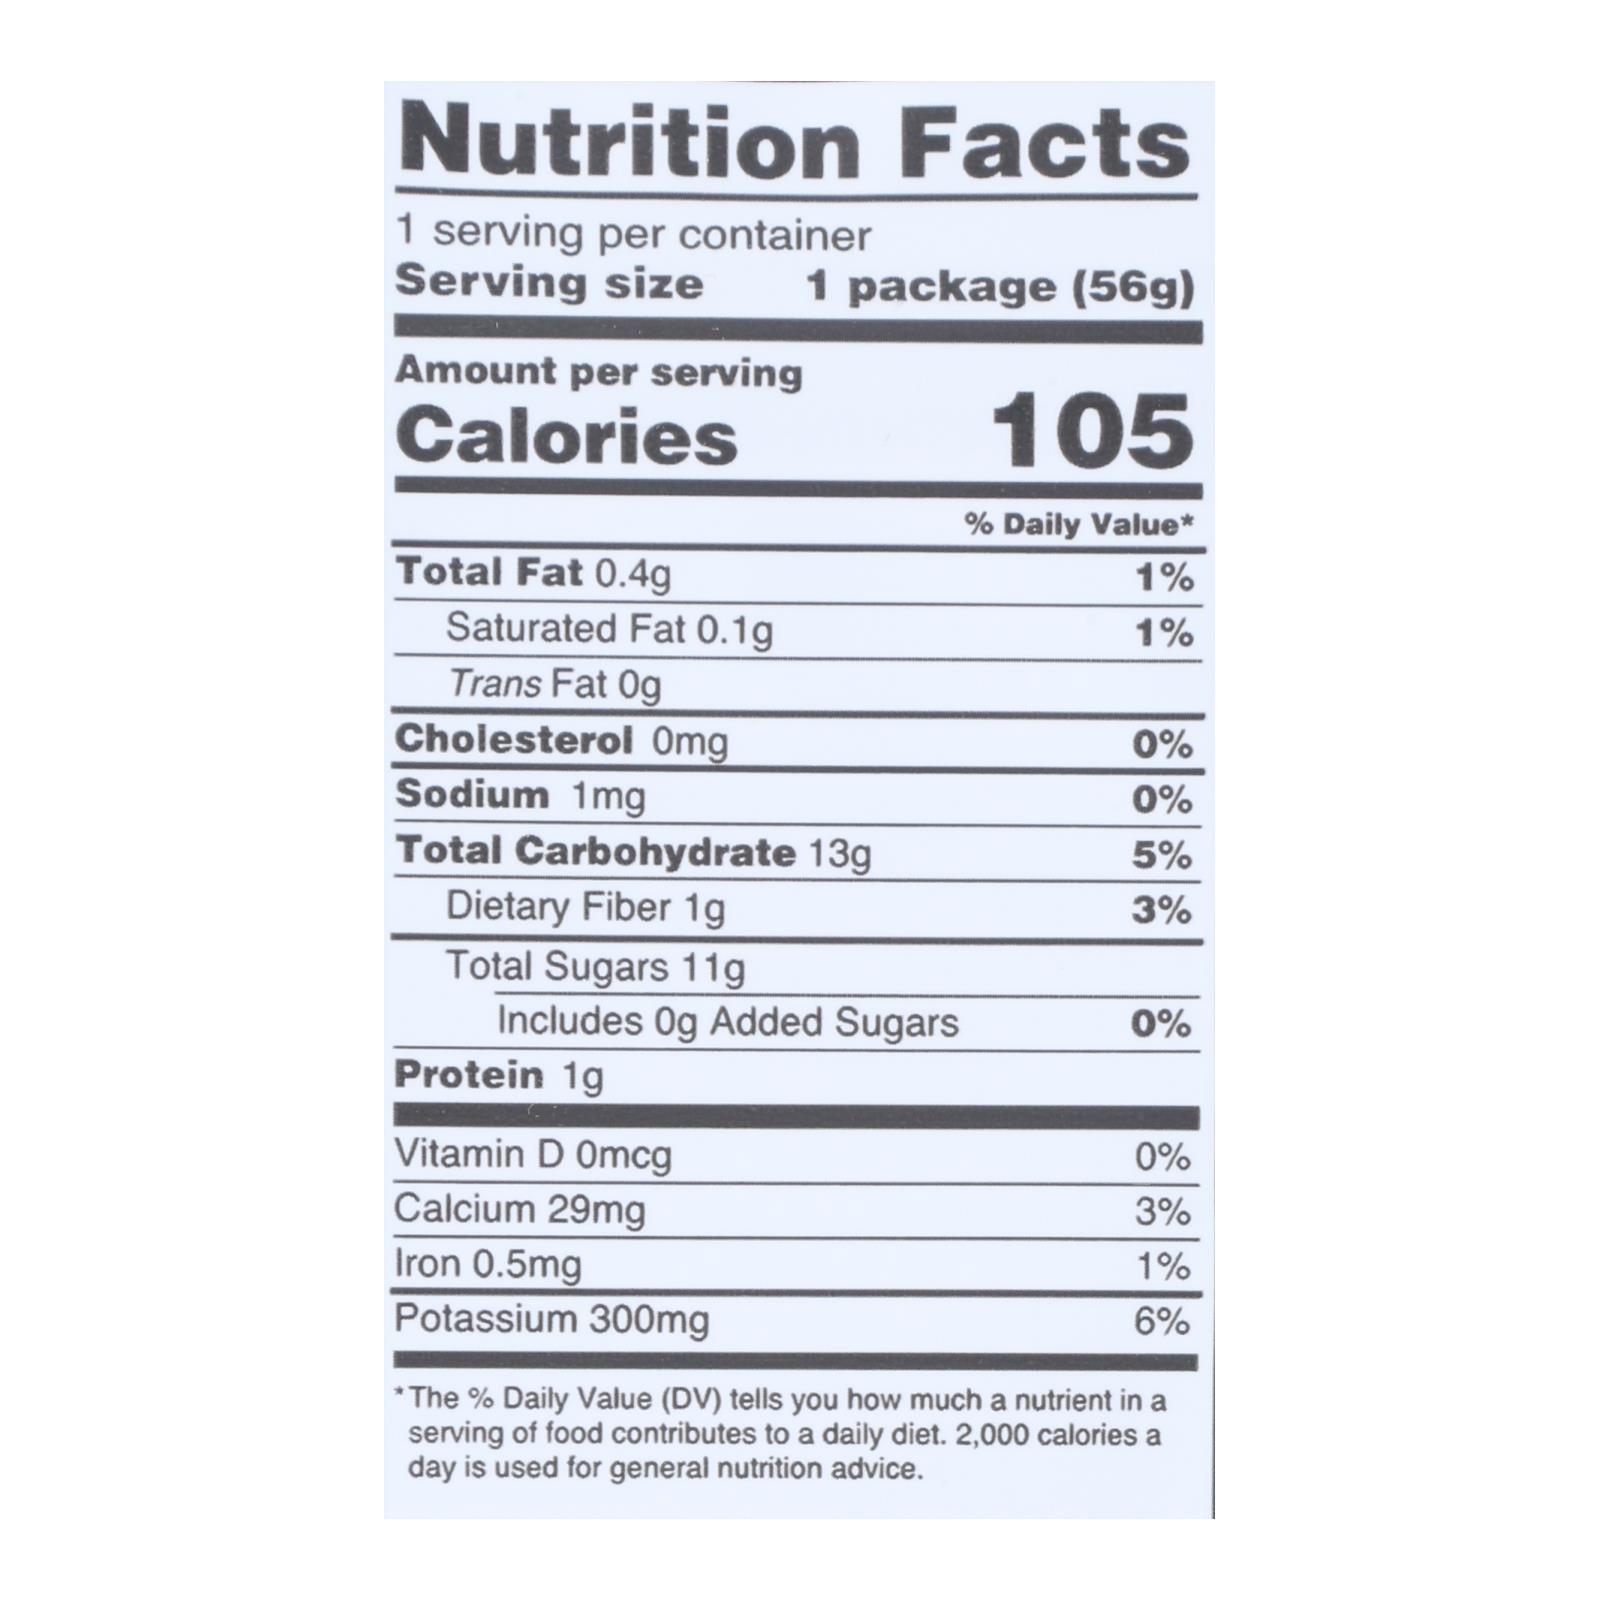 Nutrition Facts
1 serving per container
Serving size 1 package (56g)
Amount per serving
Calories 105
% Daily Value*
Total Fat 0.4g 1%
Saturated Fat 0.1g 1%
Trans Fat 0g
Cholesterol 0mg 0%
Sodium 1mg 0%
Total Carbohydrate 13g 5%
Dietary Fiber 1g 3%
Total Sugars 11g
Includes 0g Added Sugars 0%
Protein 1g
Vitamin D 0mcg 0%
Calcium 29mg 3%
Iron 0.5mg 1%
Potassium 300mg 6%
*The % Daily Value (DV) tells you how much a nutrient in a
serving of food contributes to a daily diet. 2,000 calories a
day is used for general nutrition advice.